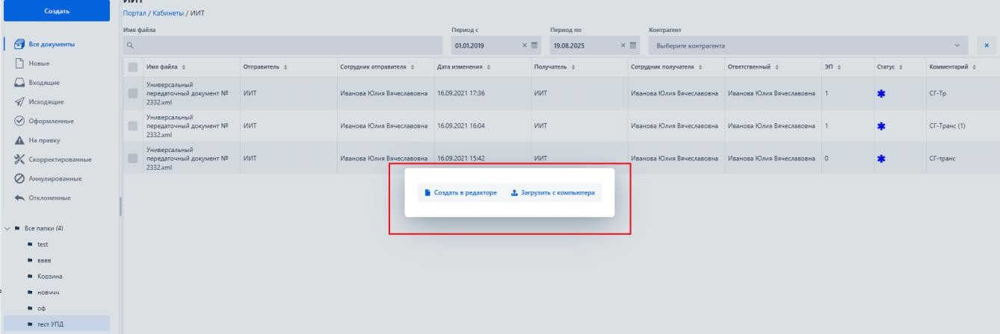 ИИТ
Создать
Портал / Кабинеты / ИИТ
Имя файла
Период с
Период по
Контрагент
01.01.2019
19.08.2025
Выберите контрагента
Все документы
Новые
Входящие
Исходящие
Оформленные
На правку
Скорректированные
Аннулированные
Отклоненные
Все папки (4)
test
вввв
Корзина
новччч
оф
тест УПД
Имя файла Отправитель Сотрудник отправителя Дата изменения Получатель Сотрудник получателя Ответственный ЭП Статус Комментарий
Универсальный
передаточный документ №
2332.xml
ИИТ Иванова Юлия Вячеславовна 16.09.2021 17:36 ИИТ Иванова Юлия Вячеславовна Иванова Юлия Вячеславовна 1 СГ-Тр
Универсальный
передаточный документ №
2332.xml
ИИТ Иванова Юлия Вячеславовна 16.09.2021 16:04 ИИТ Иванова Юлия Вячеславовна Иванова Юлия Вячеславовна 1 СГ-Транс (1)
Универсальный
передаточный документ №
2332.xml
ИИТ Иванова Юлия Вячеславовна 16.09.2021 15:42 ИИТ Иванова Юлия Вячеславовна Иванова Юлия Вячеславовна 0 СГ-транс
Создать в редакторе Загрузить с компьютера